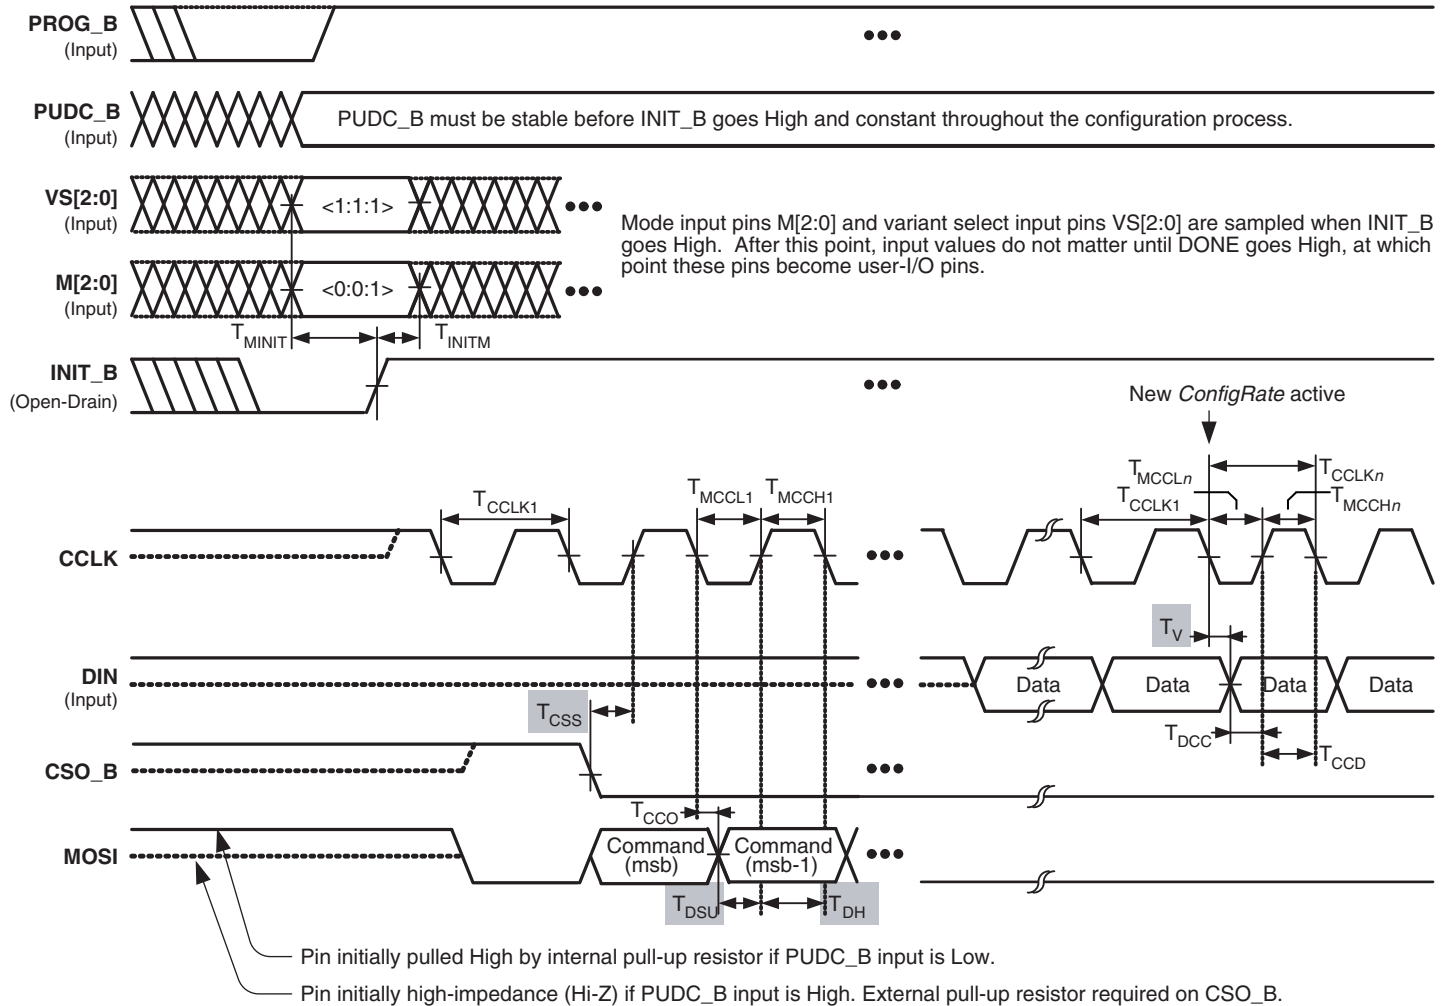 PROG_B
(Input)
PUDC_B
(Input)
PUDC_B must be stable before INIT_B goes High and constant throughout the configuration process.
VS[2:0]
(Input)
<1:1:1>
Mode input pins M[2:0] and variant select input pins VS[2:0] are sampled when INIT_B
goes High. After this point, input values do not matter until DONE goes High, at which
point these pins become user-I/O pins.
M[2:0]
(Input)
<0:0:1>
TMINIT
TINITM
INIT_B
(Open-Drain)
New ConfigRate active
TMCCLn
TCCLKn
TCCLK1
TMCCL1
TMCCH1
TCCLK1
TMCCHn
CCLK
TV
DIN
(Input)
Data
Data
Data
Data
TCSS
TDCC
TCCD
CSO_B
TCCO
MOSI
Command
(msb)
Command
(msb-1)
TDSU
TDH
Pin initially pulled High by internal pull-up resistor if PUDC_B input is Low.
Pin initially high-impedance (Hi-Z) if PUDC_B input is High. External pull-up resistor required on CSO_B.